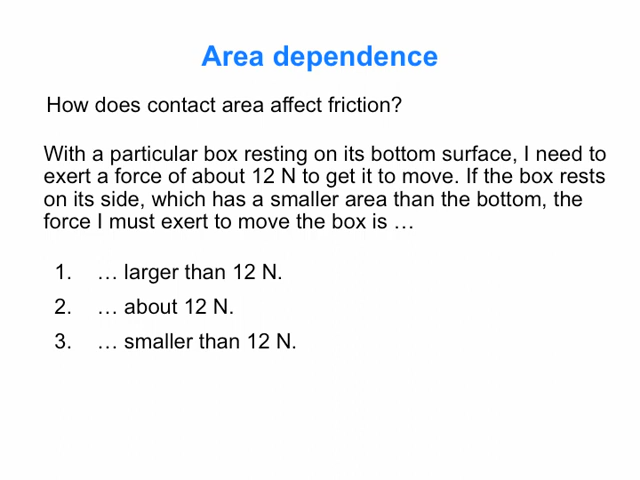 Area dependence
How does contact area affect friction?
With a particular box resting on its bottom surface, I need to
exert a force of about 12 N to get it to move. If the box rests
on its side, which has a smaller area than the bottom, the
force I must exert to move the box is …
1. … larger than 12 N.
2. … about 12 N.
3. … smaller than 12 N.